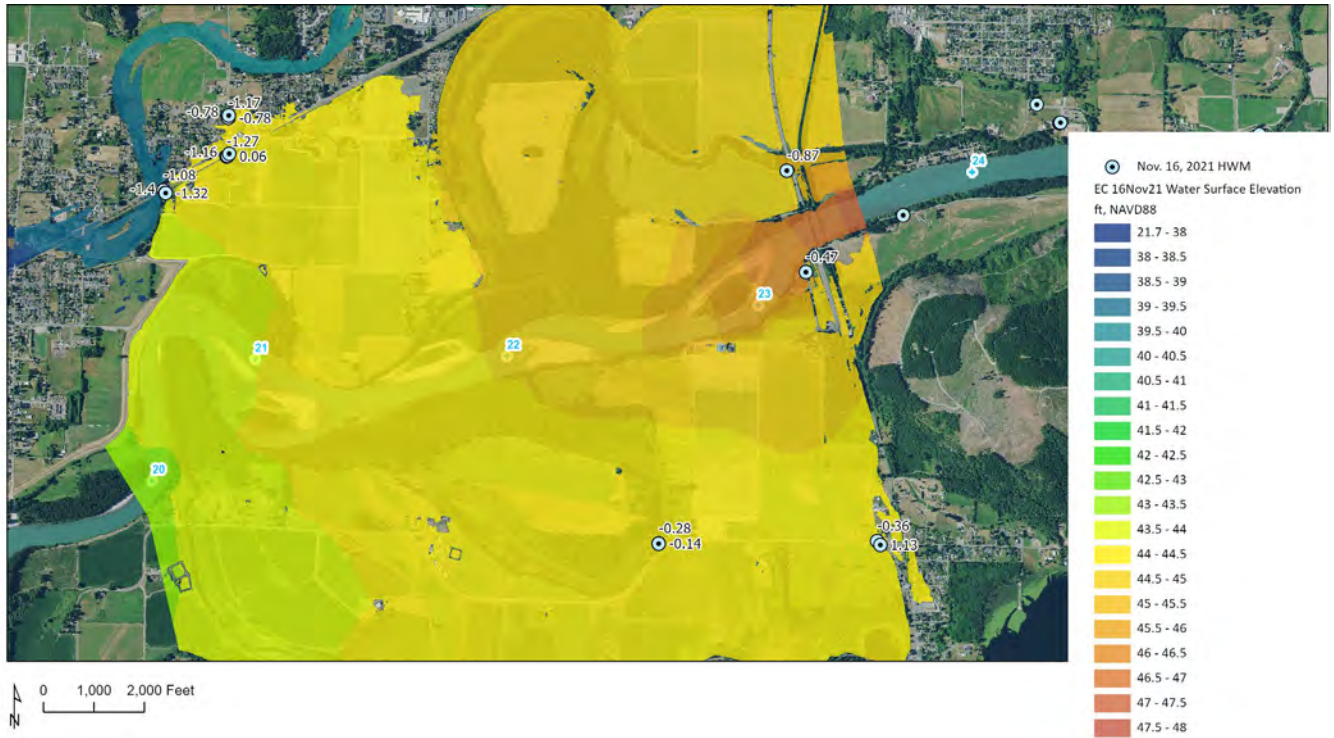 -1.17
-0.78
-0.78
-1.27
-1.16
0.06
-1.08
-1.4
-1.32
-0.87
24
-0.47
23
22
21
20
-0.28
-0.14
-0.36
1.13
Nov. 16, 2021 HWM
EC 16Nov21 Water Surface Elevation
ft, NAVD88
21.7 - 38
38 - 38.5
38.5 - 39
39 - 39.5
39.5 - 40
40 - 40.5
40.5 - 41
41 - 41.5
41.5 - 42
42 - 42.5
42.5 - 43
43 - 43.5
43.5 - 44
44 - 44.5
44.5 - 45
45 - 45.5
45.5 - 46
46 - 46.5
46.5 - 47
47 - 47.5
47.5 - 48
N
0 1,000 2,000 Feet